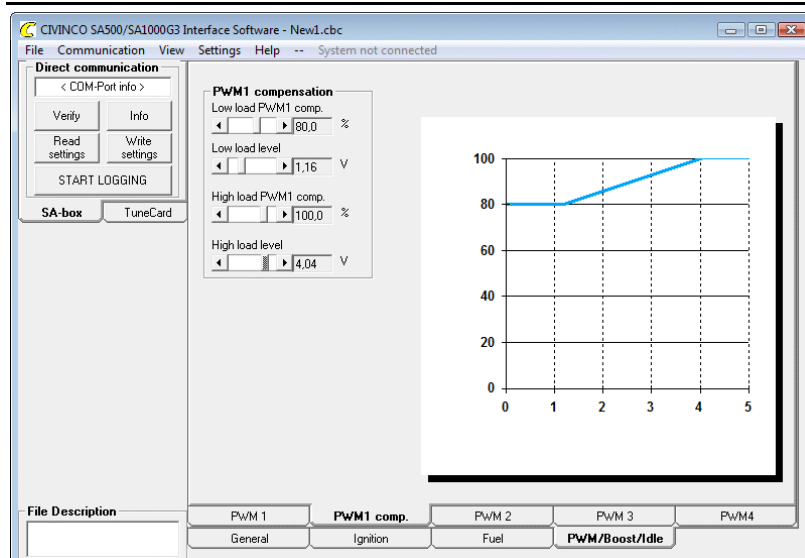 CIVINCO SA500/SA1000G3 Interface Software - New1.cbc
File Communication View Settings Help -- System not connected
Direct communication
< COM-Port info >
Verify Info
Read settings Write settings
START LOGGING
SA-box TuneCard
PWM1 compensation
Low load PWM1 comp.
80,0 %
Low load level
1,16 V
High load PWM1 comp.
100,0 %
High load level
4,04 V
100
80
60
40
20
0
0 1 2 3 4 5
File Description
PWM 1 PWM1 comp. PWM 2 PWM 3 PWM4
General Ignition Fuel PWM/Boost/Idle